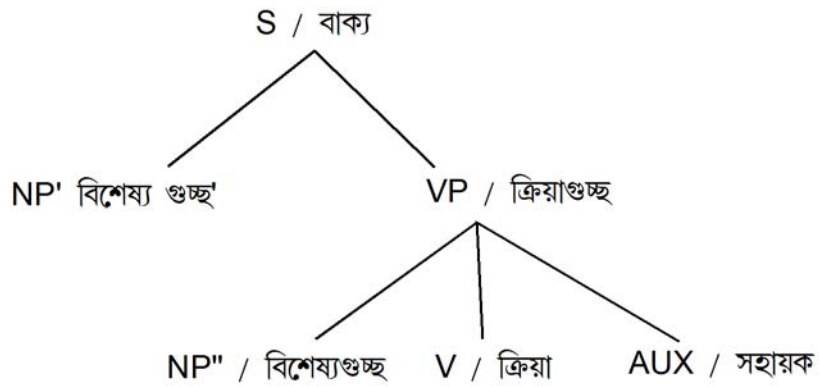 S / বাক্য
NP' বিশেষ্য গুচ্ছ' VP / ক্রিয়াগুচ্ছ
NP" / বিশেষ্যগুচ্ছ V / ক্রিয়া AUX / সহায়ক